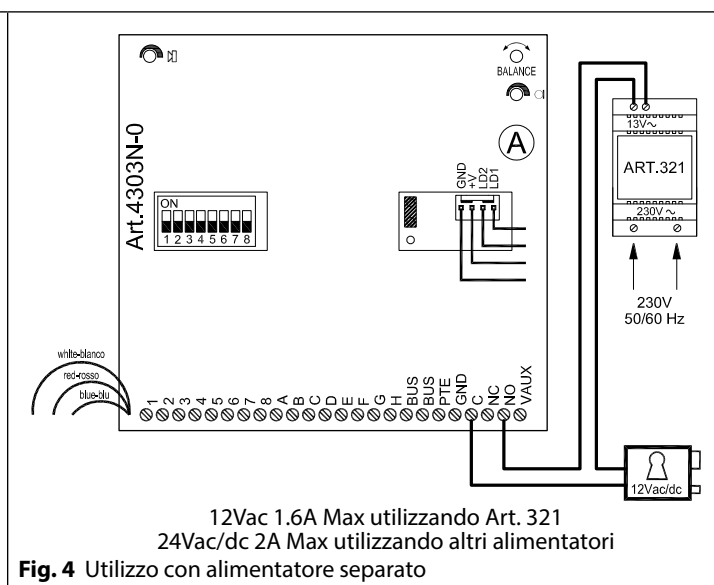 BALANCE
A
Art.4303N-0
GND
+V
LD2
LD1
ON
1 2 3 4 5 6 7 8
13V~
ART.321
230V~
230V
50/60 Hz
white-blanco
red-rosso
blue-blu
1
2
3
4
5
6
7
8
A
B
C
D
E
F
G
H
BUS
BUS
PTE
GND
C
NC
NO
VAUX
12Vac/dc
12Vac 1.6A Max utilizzando Art. 321
24Vac/dc 2A Max utilizzando altri alimentatori
Fig. 4 Utilizzo con alimentatore separato